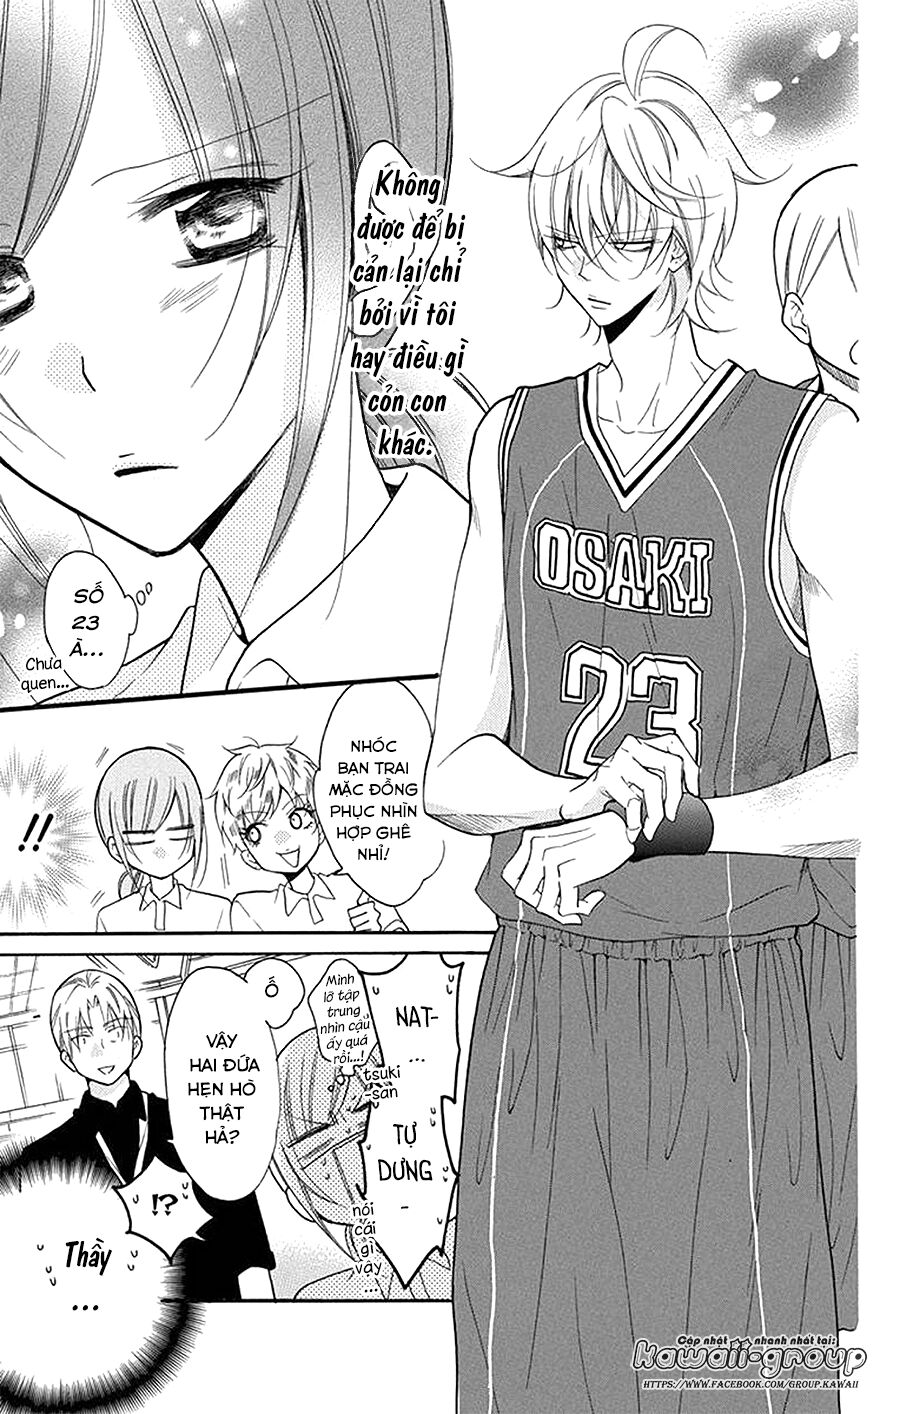 Không
được để bị
cản lại chỉ
bởi vì tôi
hay điều gì
cỏn con
khác.
OSAKI
23
SỐ
23
À...
Chưa
quen...
NHÓC
BẠN TRAI
MẶC ĐỒNG
PHỤC NHÌN
HỢP GHÊ
NHỈ!
!!
NAT-
...
tsuki
-san
TỰ
DƯNG
-
nói
cái
gì
vậy
...
Mình
lỡ tập
trung
nhìn cậu
ấy quá
rồi...!
Ồ
VẬY
HAI ĐỨA
HẸN HÒ
THẬT
HẢ?
!?
Thầy
...
Cập nhật nhanh nhất tại:
kawaii-group
HTTPS://WWW.FACEBOOK.COM/GROUP.KAWAII